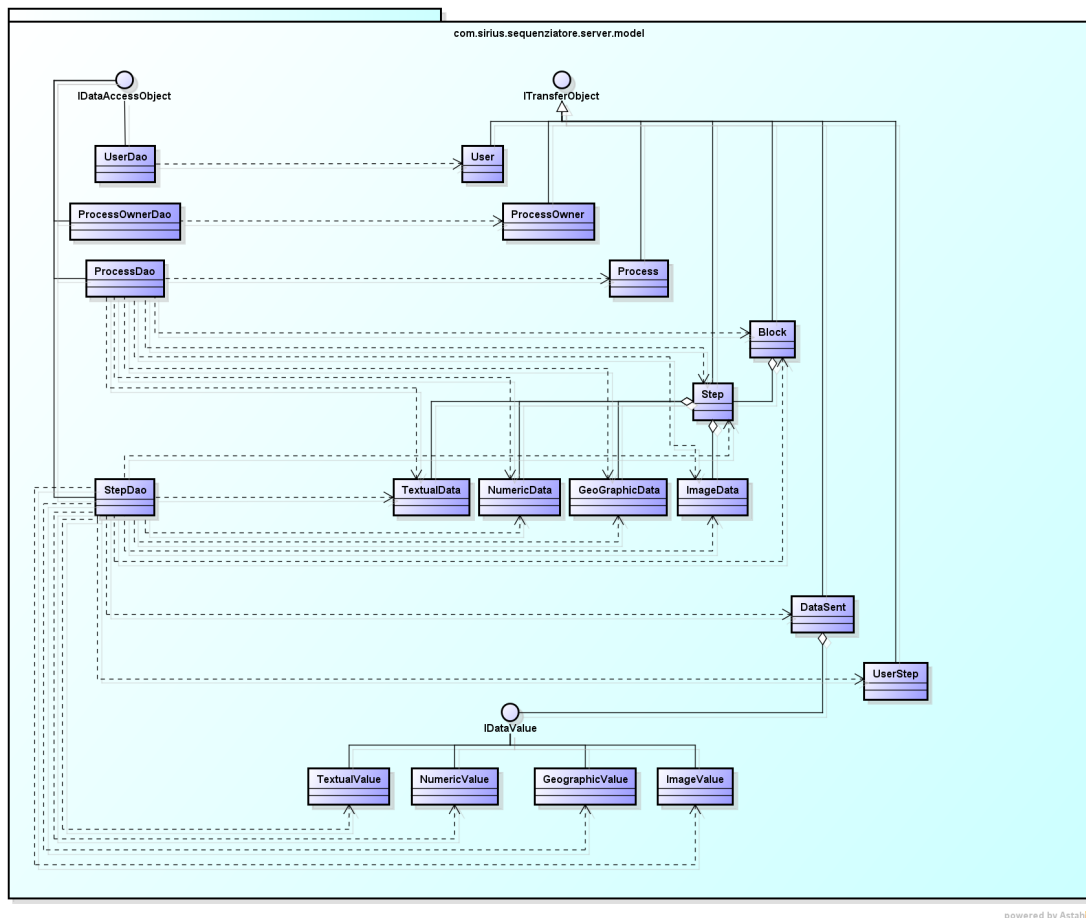 com.sirius.sequenziatore.server.model
IDataAccessObject
ITransferObject
UserDao
User
ProcessOwnerDao
ProcessOwner
ProcessDao
Process
Block
Step
StepDao
TextualData
NumericData
GeoGraphicData
ImageData
DataSent
UserStep
IDataValue
TextualValue
NumericValue
GeographicValue
ImageValue
powered by Astah